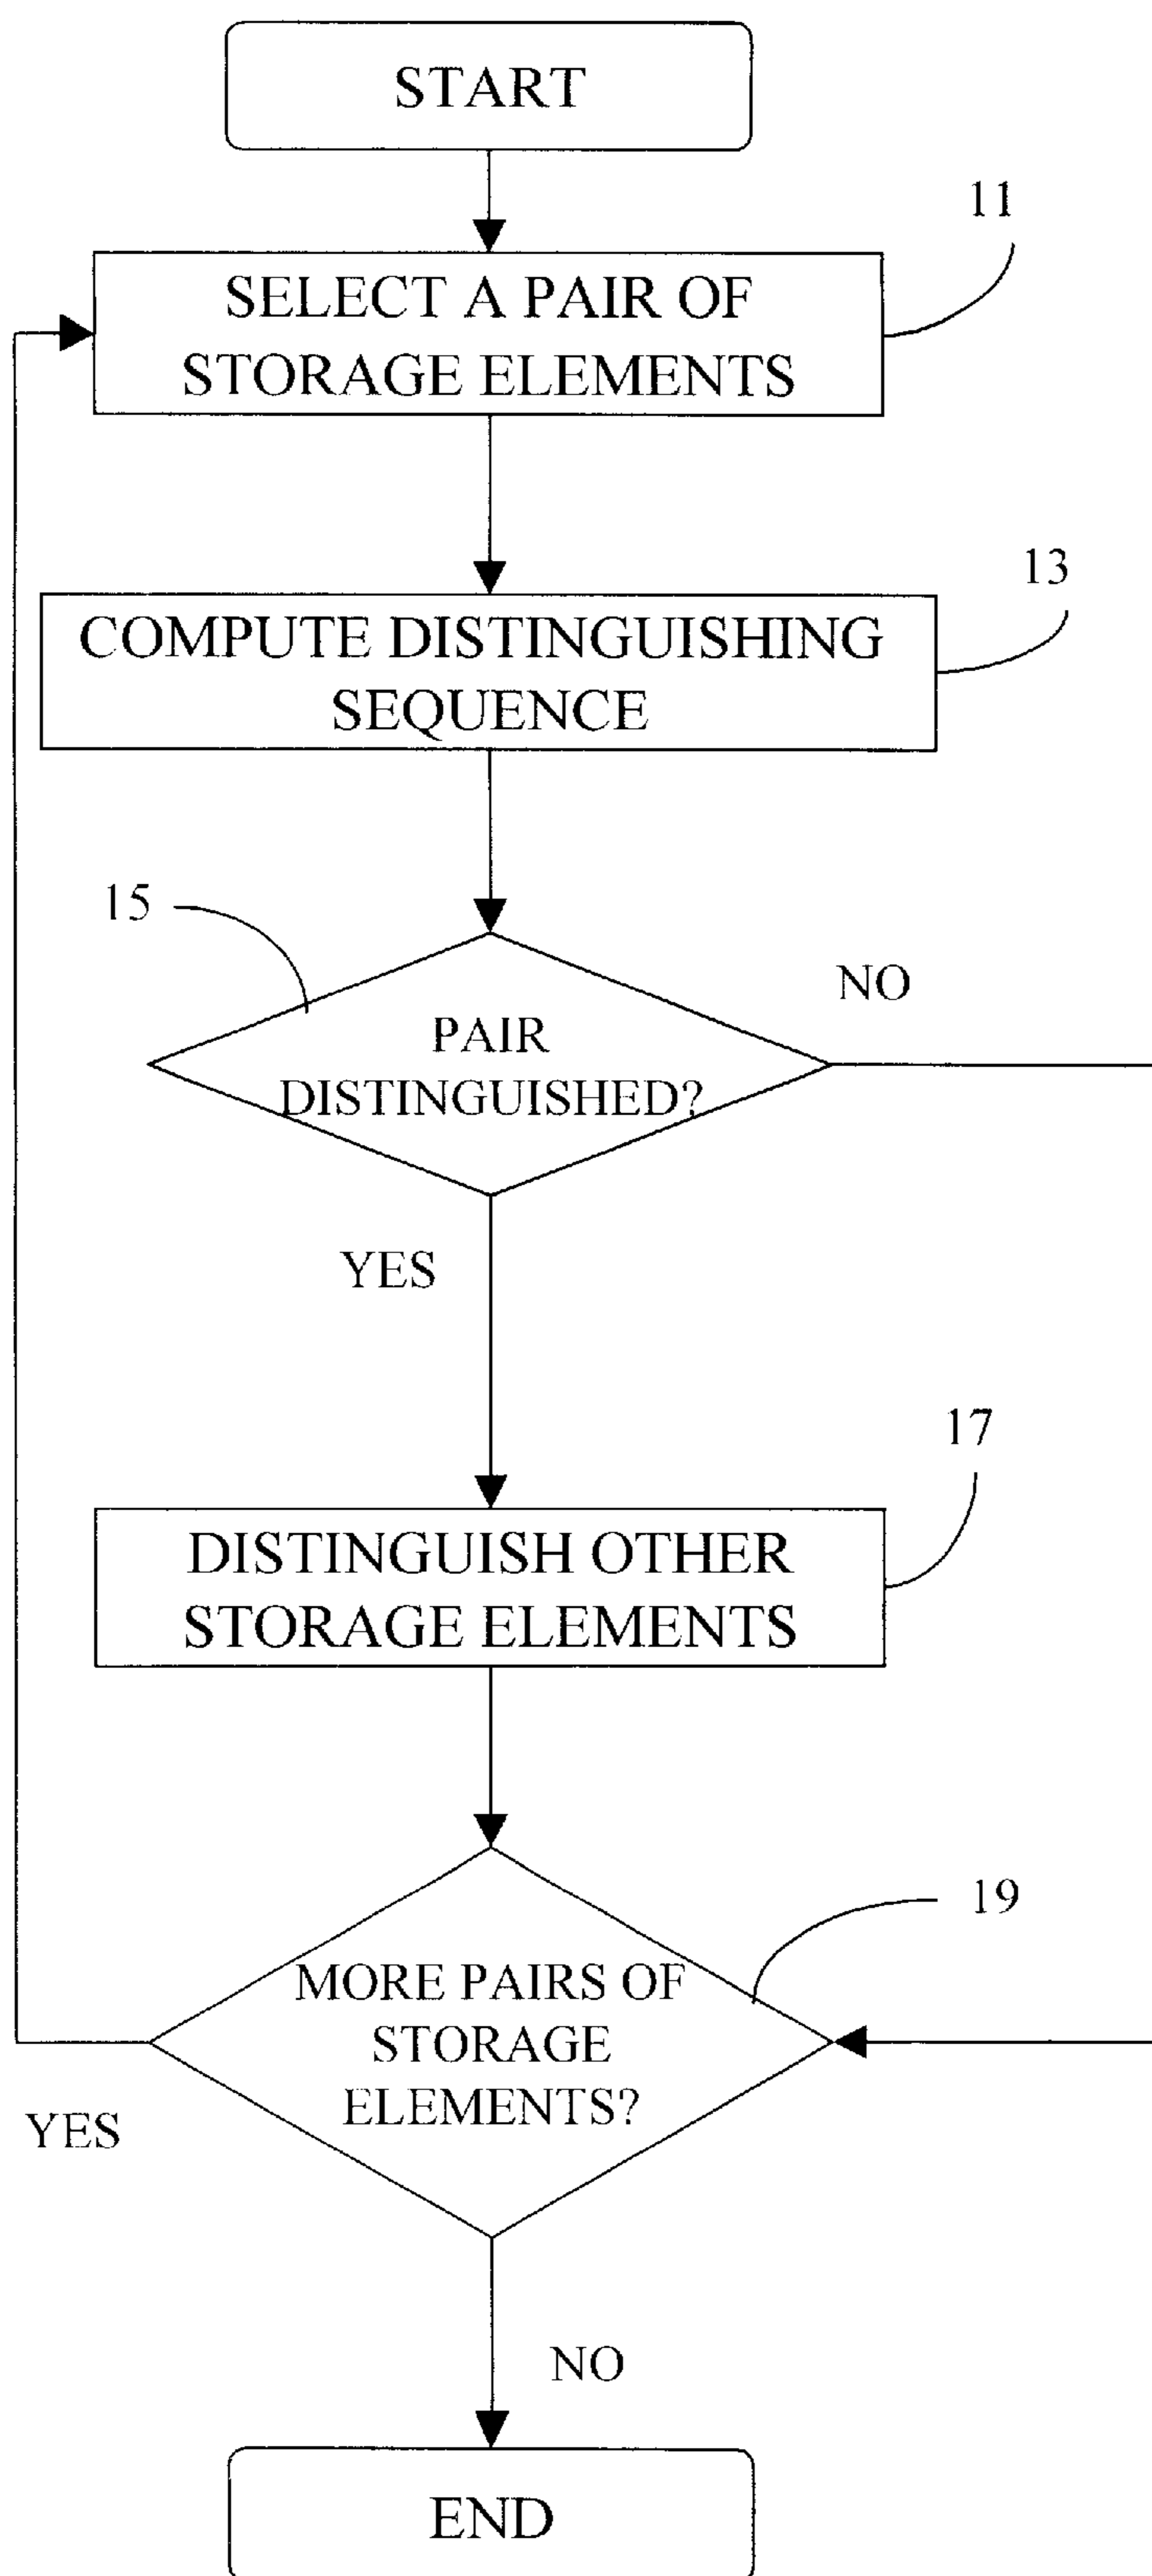 START
11
SELECT A PAIR OF
STORAGE ELEMENTS
13
COMPUTE DISTINGUISHING
SEQUENCE
15
NO
PAIR
DISTINGUISHED?
YES
17
DISTINGUISH OTHER
STORAGE ELEMENTS
19
MORE PAIRS OF
STORAGE
ELEMENTS?
YES
NO
END